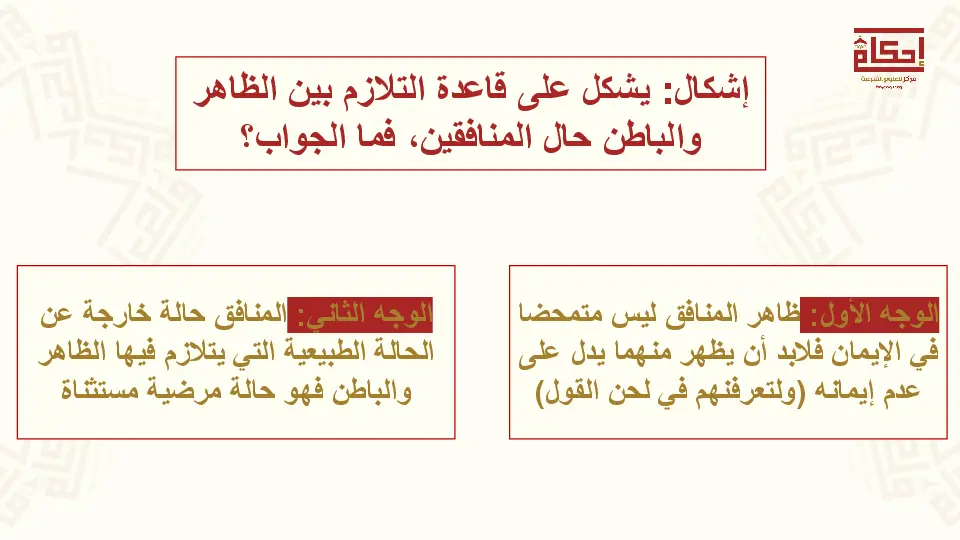 إحكام
مركز للعلوم الشرعية
إشكال: يشكل على قاعدة التلازم بين الظاهر
والباطن حال المنافقين، فما الجواب؟
الوجه الأول: ظاهر المنافق ليس متمحضا
في الإيمان فلابد أن يظهر منهما يدل على
عدم إيمانه (ولتعرفنهم في لحن القول)
الوجه الثاني: المنافق حالة خارجة عن
الحالة الطبيعية التي يتلازم فيها الظاهر
والباطن فهو حالة مرضية مستثناة